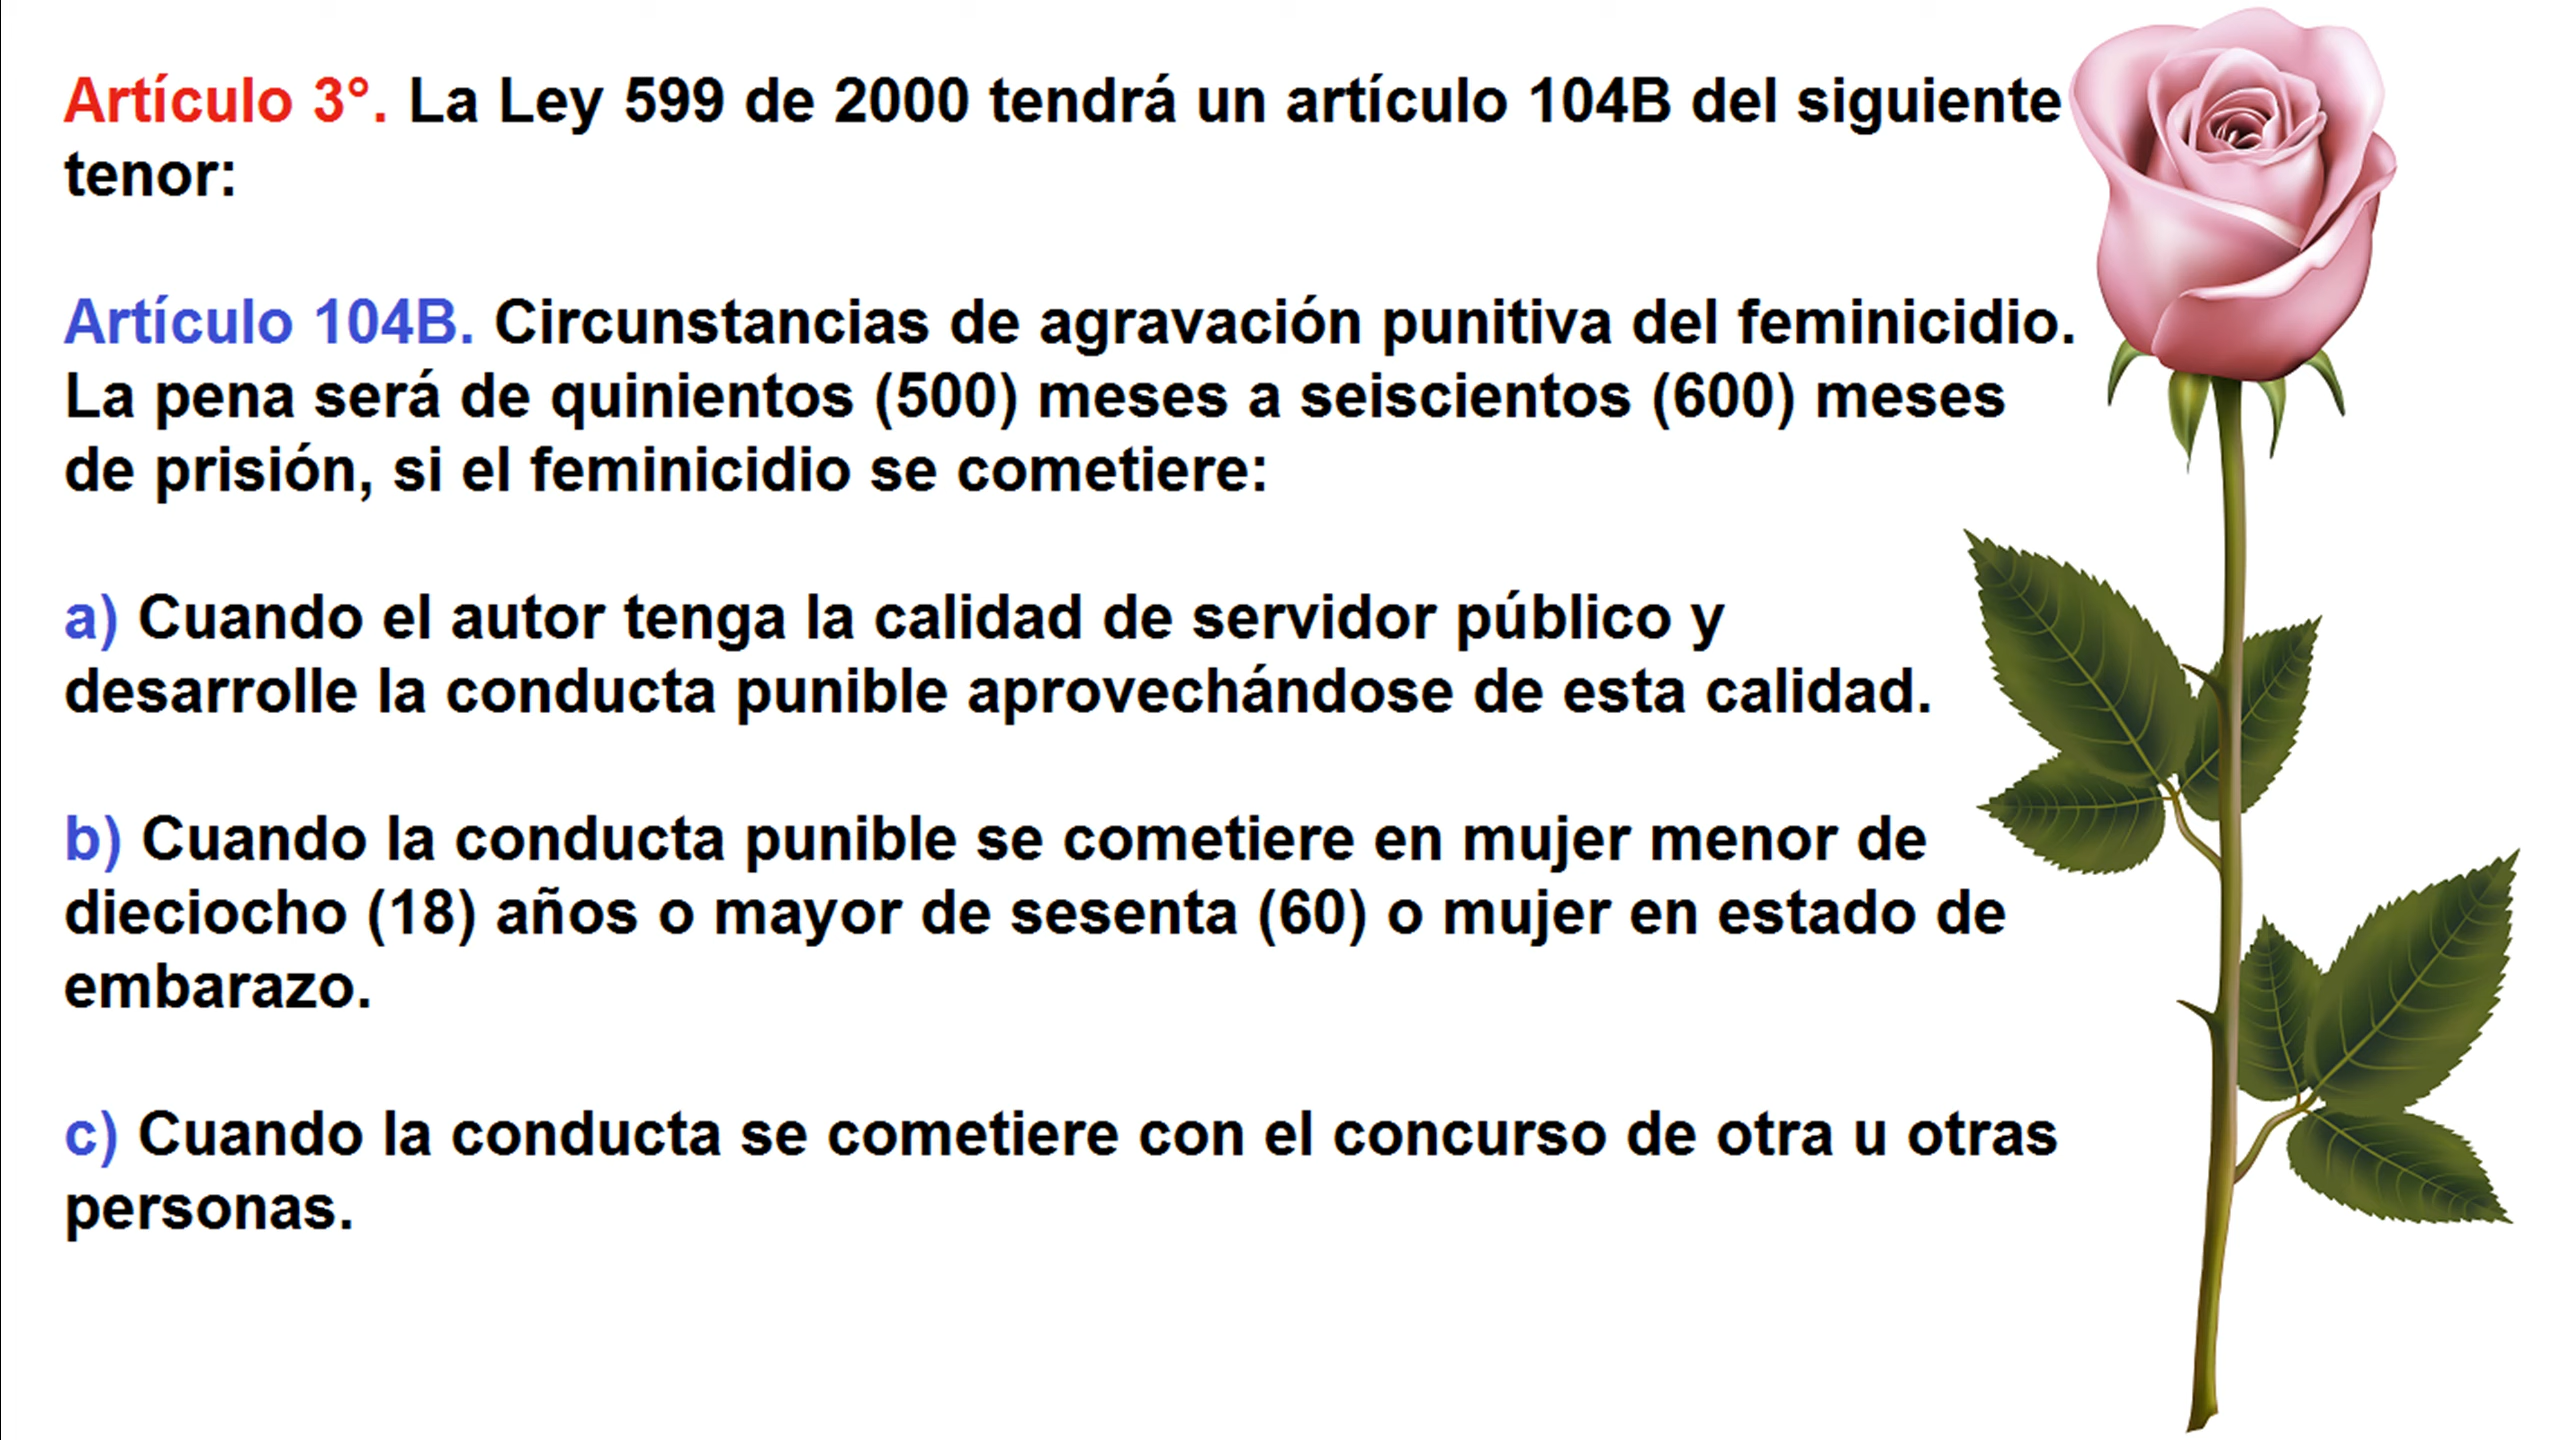 Artículo 3°. La Ley 599 de 2000 tendrá un artículo 104B del siguiente
tenor:
Artículo 104B. Circunstancias de agravación punitiva del feminicidio.
La pena será de quinientos (500) meses a seiscientos (600) meses
de prisión, si el feminicidio se cometiere:
a) Cuando el autor tenga la calidad de servidor público y
desarrolle la conducta punible aprovechándose de esta calidad.
b) Cuando la conducta punible se cometiere en mujer menor de
dieciocho (18) años o mayor de sesenta (60) o mujer en estado de
embarazo.
c) Cuando la conducta se cometiere con el concurso de otra u otras
personas.